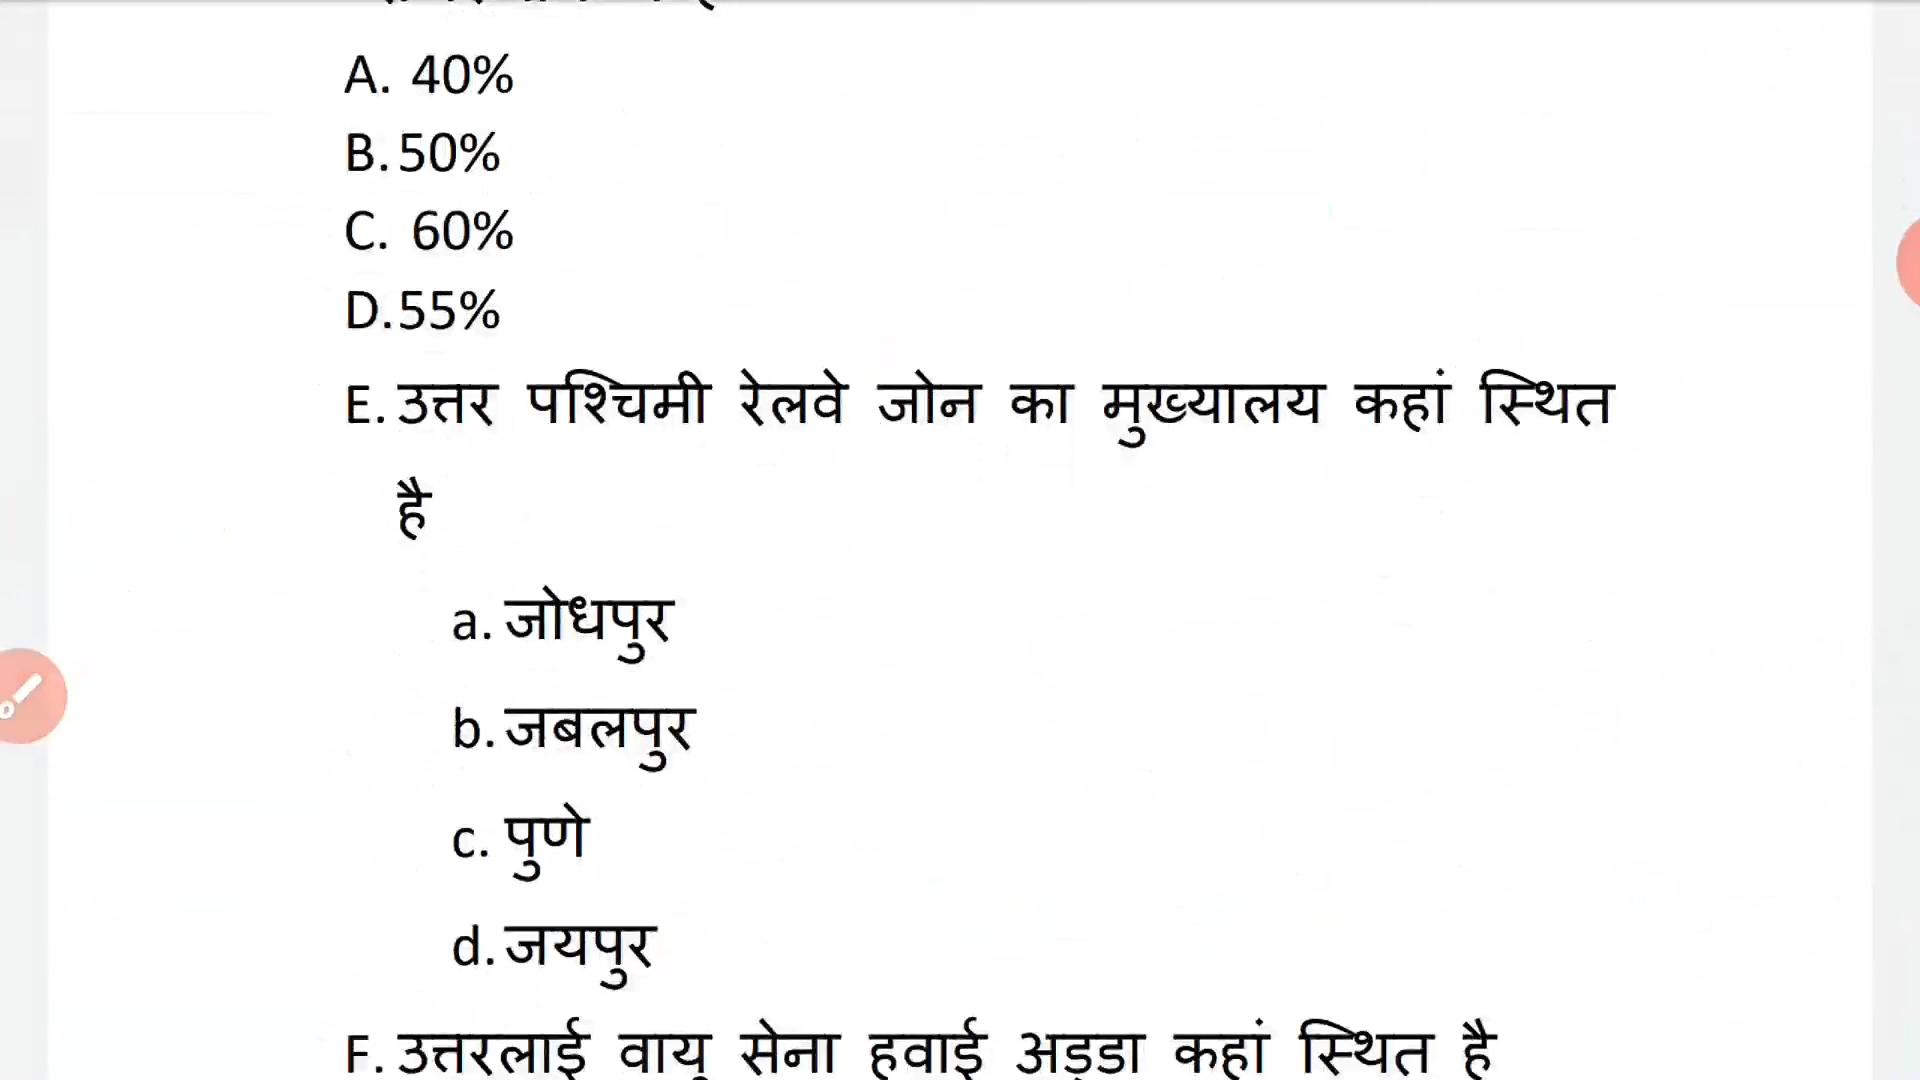 A. 40%
B. 50%
C. 60%
D. 55%
E. उत्तर पश्चिमी रेलवे जोन का मुख्यालय कहां स्थित
है
a. जोधपुर
b. जबलपुर
c. पुणे
d. जयपुर
F. उत्तरलाई वायु सेना हवाई अड्डा कहां स्थित है